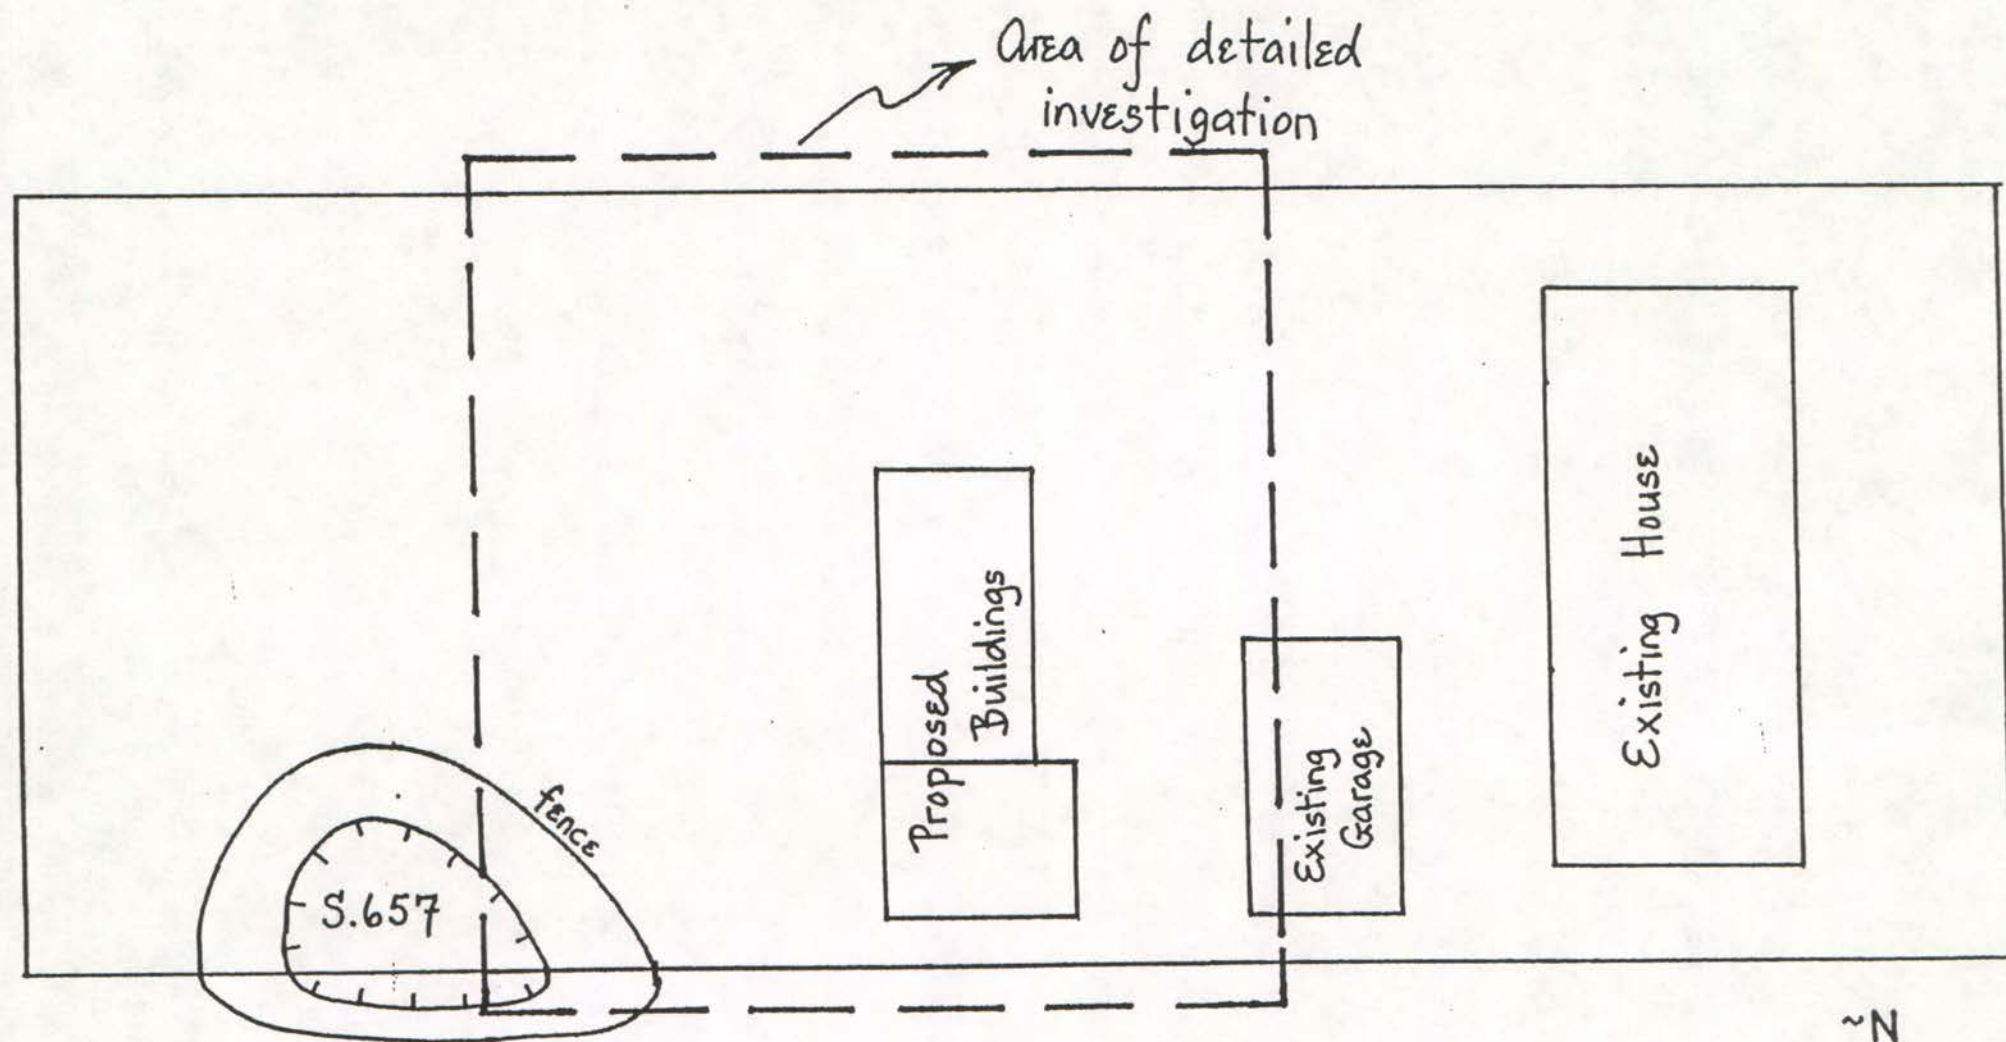 Area of detailed
investigation
Proposed
Buildings
Existing
Garage
Existing House
fence
S.657
~N